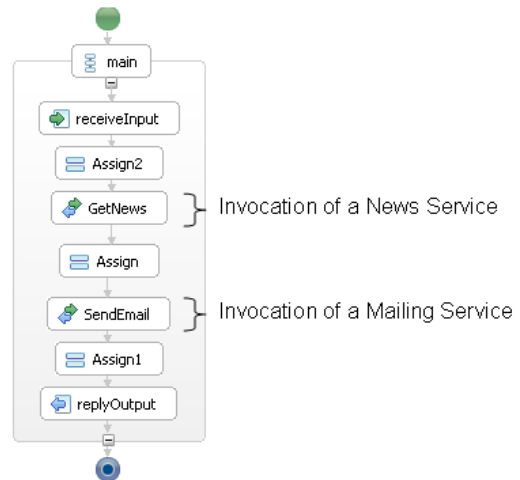 main
receiveInput
Assign2
GetNews
Invocation of a News Service
Assign
SendEmail
Invocation of a Mailing Service
Assign1
replyOutput